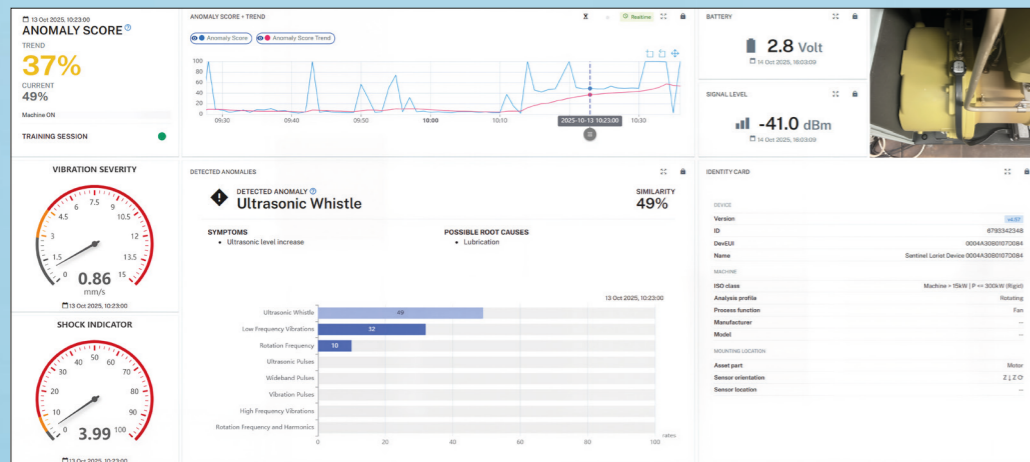 13 Oct 2025, 10:23:00
ANOMALY SCORE
TREND
37%
CURRENT
49%
Machine ON
TRAINING SESSION
ANOMALY SCORE + TREND
Realtime
Anomaly Score
Anomaly Score Trend
100
80
60
40
20
0
09:30
09:40
09:50
10:00
10:10
2025-10-13 10:23:00
10:30
BATTERY
2.8 Volt
14 Oct 2025, 16:03:09
SIGNAL LEVEL
-41.0 dBm
14 Oct 2025, 16:03:09
VIBRATION SEVERITY
0
1.5
3
4.5
6
7.5
9
10.5
12
13.5
15
0.86
mm/s
13 Oct 2025, 10:23:00
SHOCK INDICATOR
0
10
20
30
40
50
60
70
80
90
100
3.99
13 Oct 2025, 10:23:00
DETECTED ANOMALIES
DETECTED ANOMALY
Ultrasonic Whistle
SIMILARITY
49%
SYMPTOMS
• Ultrasonic level increase
POSSIBLE ROOT CAUSES
• Lubrication
13 Oct 2025, 10:23:00
Ultrasonic Whistle 49
Low Frequency Vibrations 32
Rotation Frequency 10
Ultrasonic Pulses
Wideband Pulses
Vibration Pulses
High Frequency Vibrations
Rotation Frequency and Harmonics
0 20 40 60 80 100
rates
IDENTITY CARD
DEVICE
Version
ID 6793342348
DevEUI 0004A30B01070084
Name Sentinel Loriot Device 0004A30B01070084
MACHINE
ISO class Machine > 15kW | P <= 300kW (Rigid)
Analysis profile Rotating
Process function Fan
Manufacturer --
Model --
MOUNTING LOCATION
Asset part Motor
Sensor orientation
Sensor location --